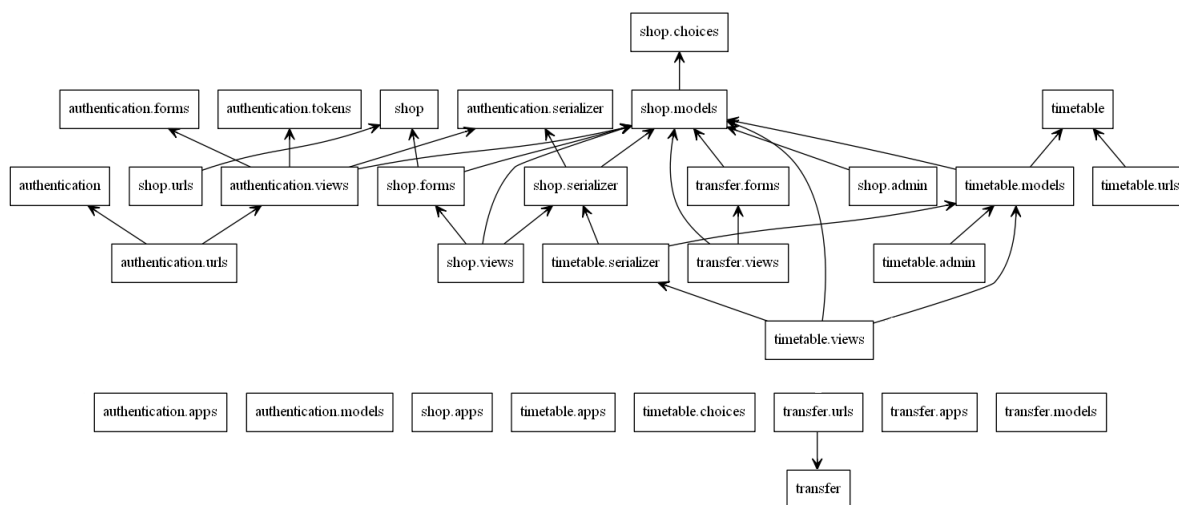 shop.choices
authentication.forms
authentication.tokens
shop
authentication.serializer
shop.models
timetable
authentication
shop.urls
authentication.views
shop.forms
shop.serializer
transfer.forms
shop.admin
timetable.models
timetable.urls
authentication.urls
shop.views
timetable.serializer
transfer.views
timetable.admin
timetable.views
authentication.apps
authentication.models
shop.apps
timetable.apps
timetable.choices
transfer.urls
transfer.apps
transfer.models
transfer